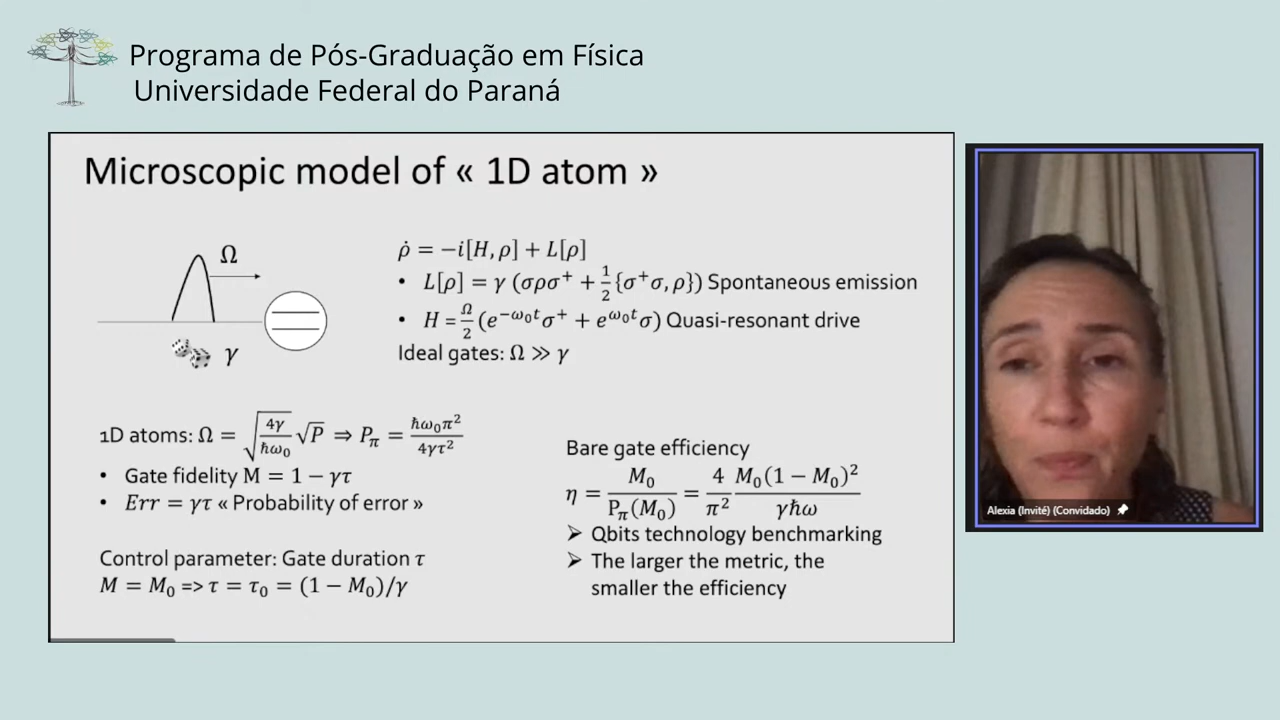 Programa de Pós-Graduação em Física
Universidade Federal do Paraná
Microscopic model of « 1D atom »
Ω
γ
ρ̇ = −i[H, ρ] + L[ρ]
• L[ρ] = γ (σρσ⁺ + 1/2 {σ⁺σ, ρ}) Spontaneous emission
• H = Ω/2 (e^{−ω₀t}σ⁺ + e^{ω₀t}σ) Quasi-resonant drive
Ideal gates: Ω ≫ γ
1D atoms: Ω = √(4γ/ħω₀) √P ⇒ P_π = ħω₀π²/4γτ²
• Gate fidelity M = 1 − γτ
• Err = γτ « Probability of error »
Control parameter: Gate duration τ
M = M₀ => τ = τ₀ = (1 − M₀)/γ
Bare gate efficiency
η = M₀/P_π(M₀) = 4/π² M₀(1 − M₀)²/γħω
➢ Qbits technology benchmarking
➢ The larger the metric, the
smaller the efficiency
Alexia (Invité) (Convidado)